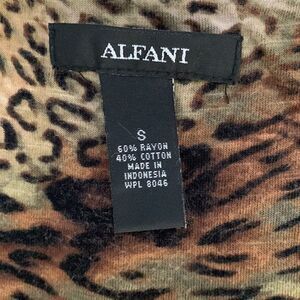 ALFANI
S
60% RAYON
40% COTTON
MADE IN
INDONESIA
WPL 8046